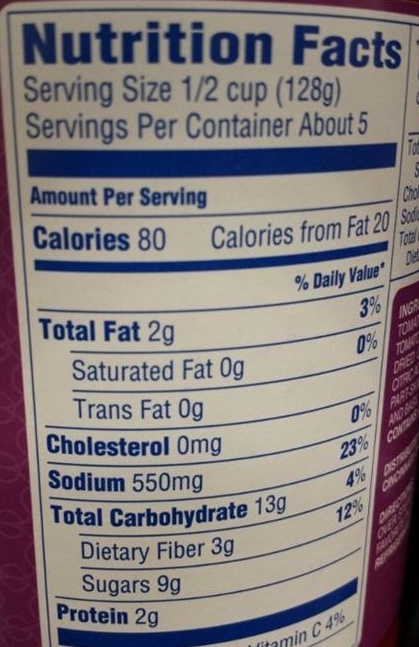 Nutrition Facts
Serving Size 1/2 cup (128g)
Servings Per Container About 5
Amount Per Serving
Calories 80 Calories from Fat 20
% Daily Value*
Total Fat 2g 3%
Saturated Fat 0g 0%
Trans Fat 0g
Cholesterol 0mg 0%
Sodium 550mg 23%
Total Carbohydrate 13g 4%
Dietary Fiber 3g 12%
Sugars 9g
Protein 2g
C 4%